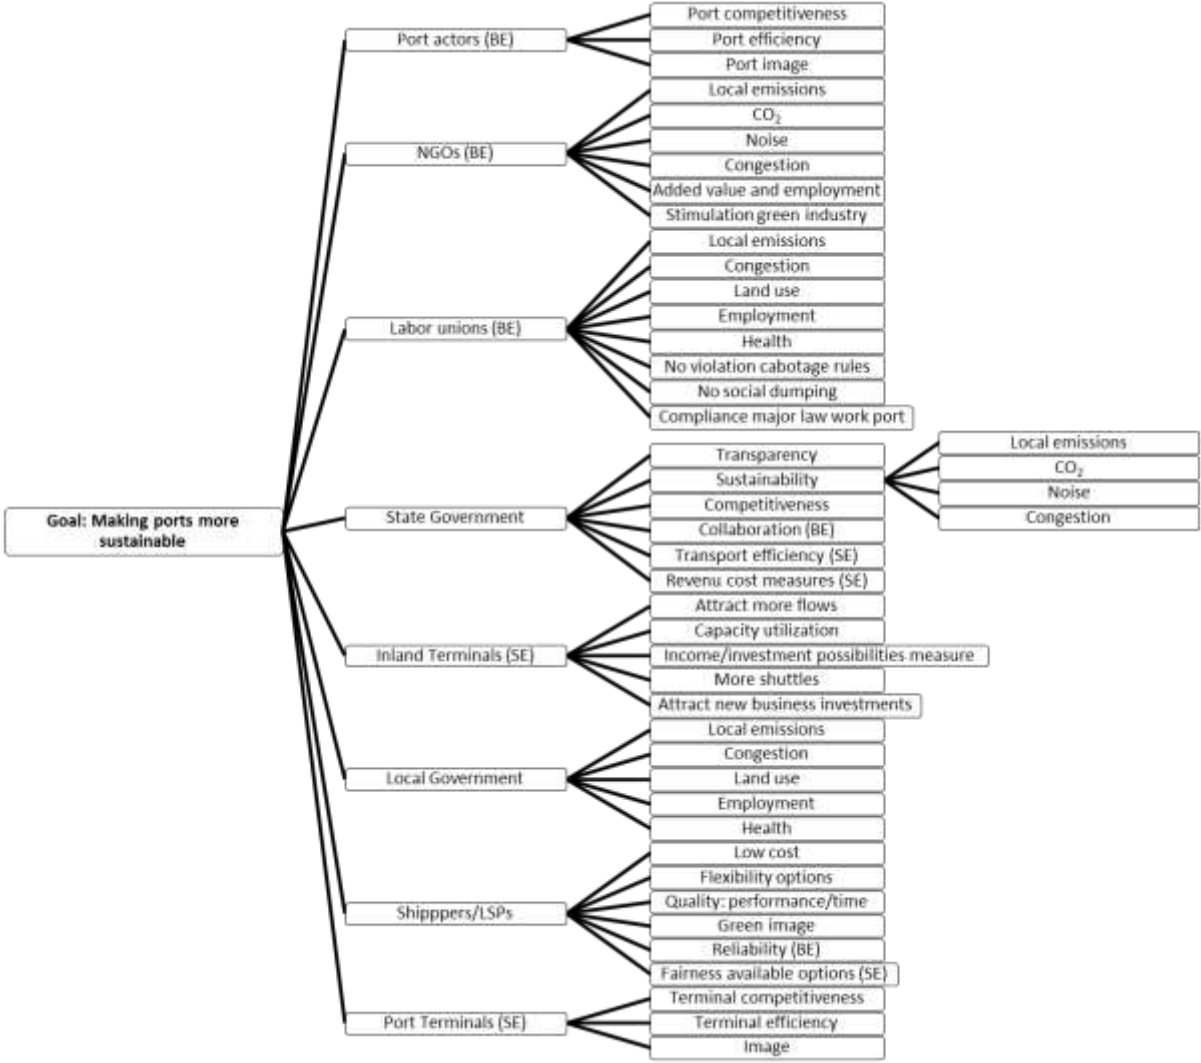 Goal: Making ports more
sustainable
Port actors (BE)
Port competitiveness
Port efficiency
Port image
NGOs (BE)
Local emissions
CO₂
Noise
Congestion
Added value and employment
Stimulation green industry
Labor unions (BE)
Local emissions
Congestion
Land use
Employment
Health
No violation cabotage rules
No social dumping
Compliance major law work port
State Government
Transparency
Sustainability
Local emissions
CO₂
Noise
Congestion
Competitiveness
Collaboration (BE)
Transport efficiency (SE)
Revenu cost measures (SE)
Inland Terminals (SE)
Attract more flows
Capacity utilization
Income/investment possibilities measure
More shuttles
Attract new business investments
Local Government
Local emissions
Congestion
Land use
Employment
Health
Shipppers/LSPs
Low cost
Flexibility options
Quality: performance/time
Green image
Reliability (BE)
Fairness available options (SE)
Port Terminals (SE)
Terminal competitiveness
Terminal efficiency
Image